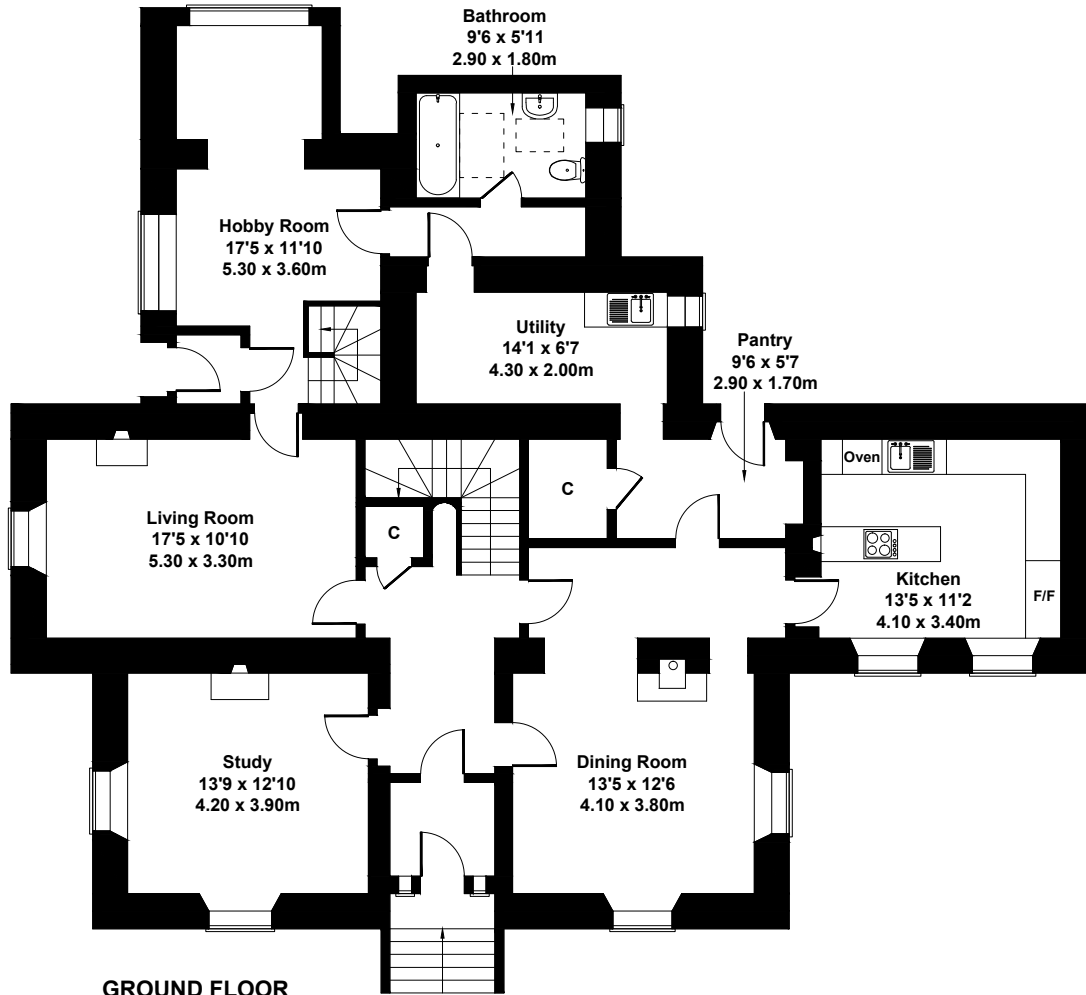 Bathroom
9'6 x 5'11
2.90 x 1.80m
Hobby Room
17'5 x 11'10
5.30 x 3.60m
Utility
14'1 x 6'7
4.30 x 2.00m
Pantry
9'6 x 5'7
2.90 x 1.70m
Oven
C
C
Living Room
17'5 x 10'10
5.30 x 3.30m
Kitchen
13'5 x 11'2
4.10 x 3.40m
F/F
Study
13'9 x 12'10
4.20 x 3.90m
Dining Room
13'5 x 12'6
4.10 x 3.80m
GROUND FLOOR